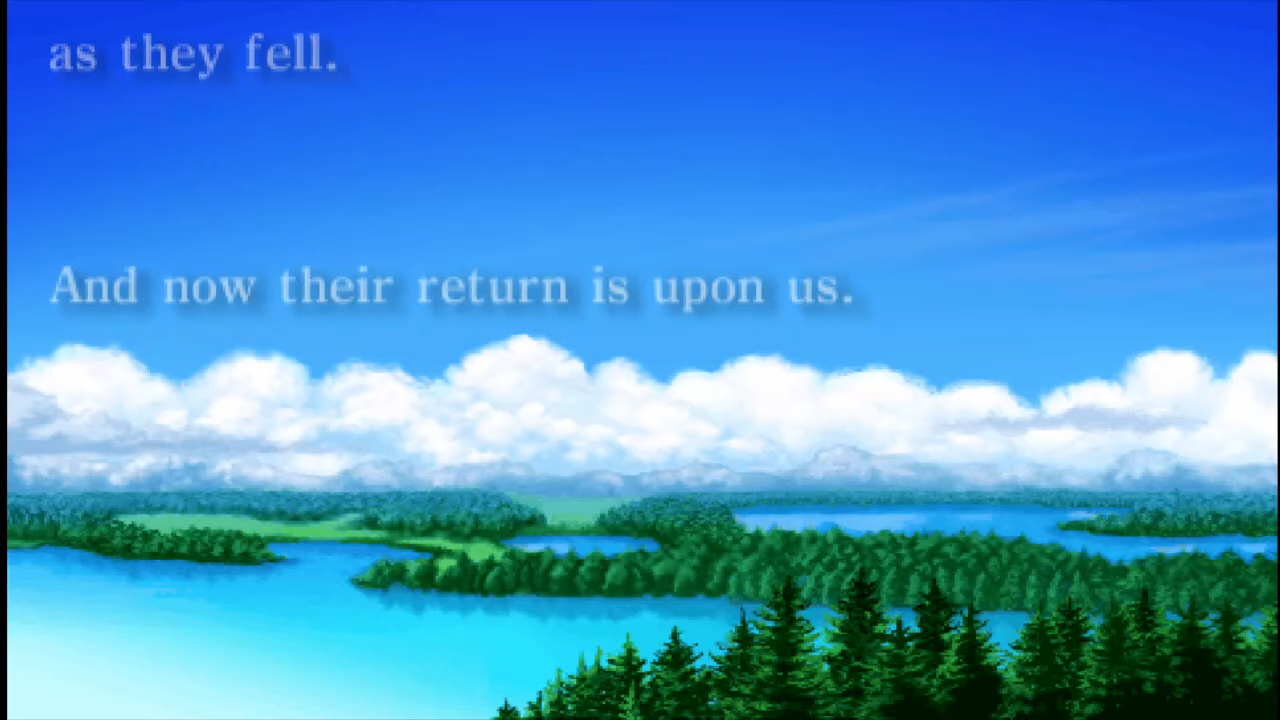 as they fell.
And now their return is upon us.